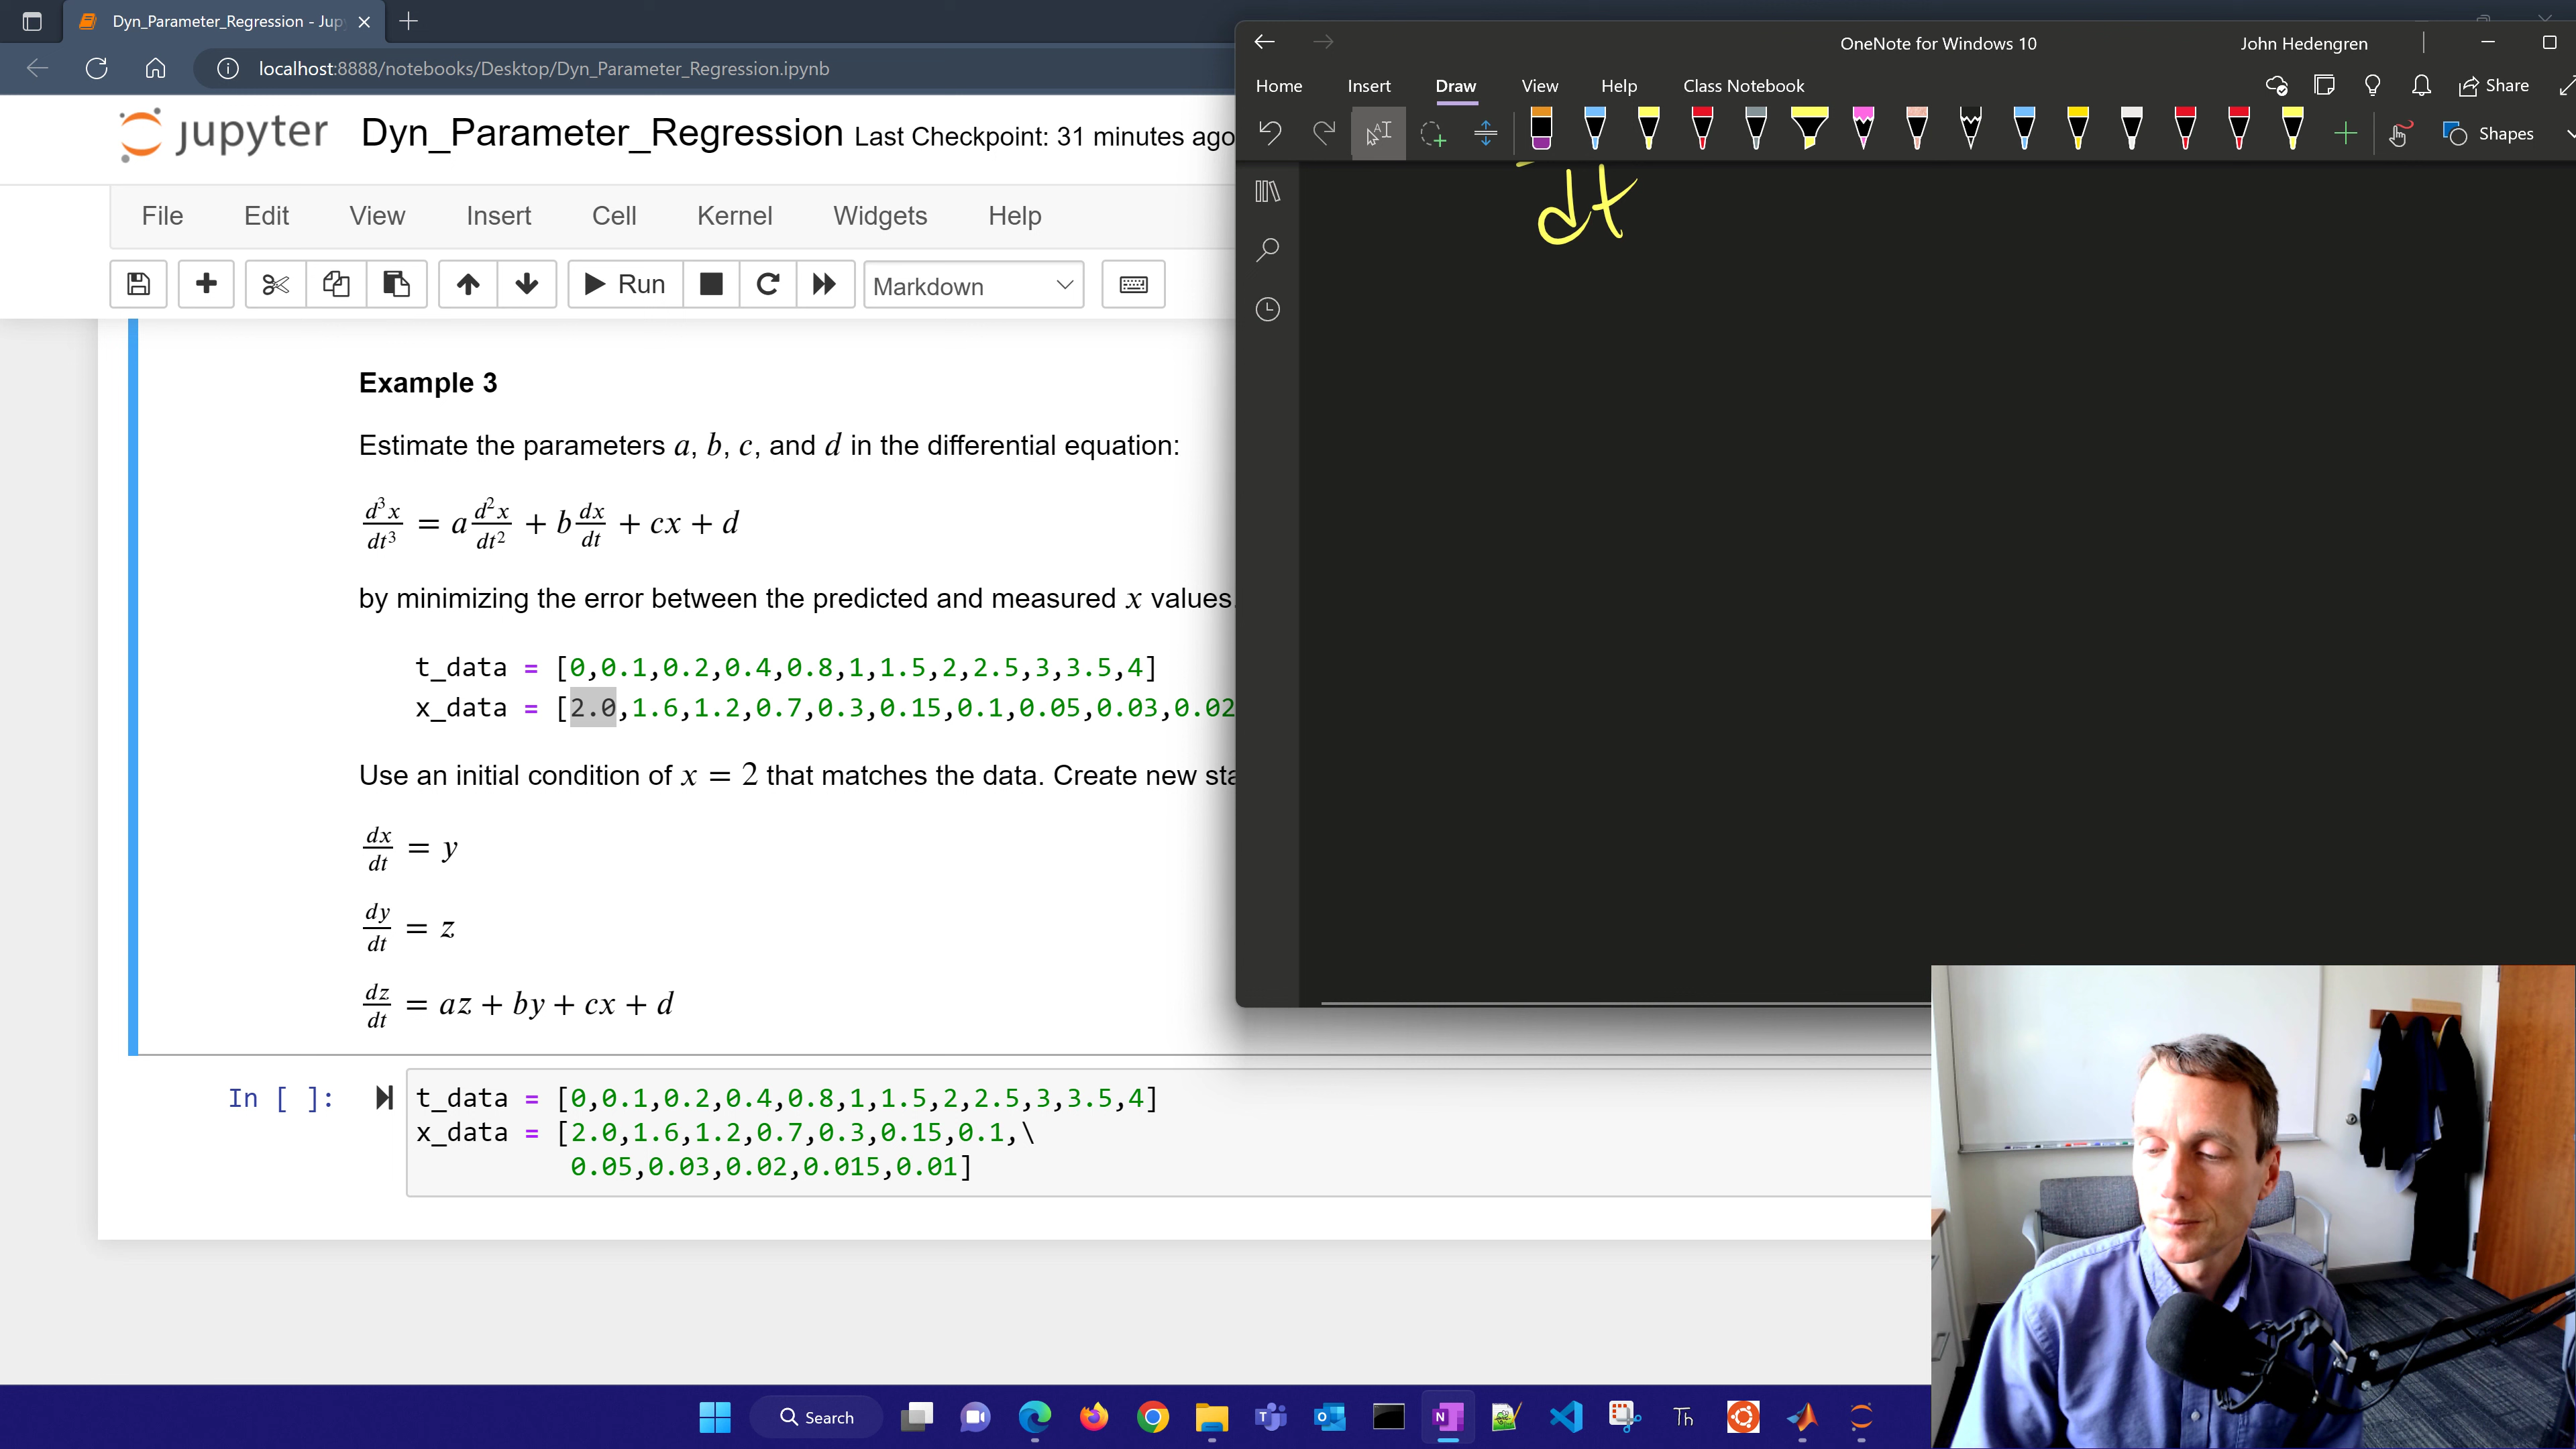 Dyn_Parameter_Regression - Jup
localhost:8888/notebooks/Desktop/Dyn_Parameter_Regression.ipynb
jupyter Dyn_Parameter_Regression Last Checkpoint: 31 minutes ago
File Edit View Insert Cell Kernel Widgets Help
Run Markdown
Example 3
Estimate the parameters a, b, c, and d in the differential equation:
d³x/dt³ = a d²x/dt² + b dx/dt + cx + d
by minimizing the error between the predicted and measured x values.
t_data = [0,0.1,0.2,0.4,0.8,1,1.5,2,2.5,3,3.5,4]
x_data = [2.0,1.6,1.2,0.7,0.3,0.15,0.1,0.05,0.03,0.02
Use an initial condition of x = 2 that matches the data. Create new sta
dx/dt = y
dy/dt = z
dz/dt = az + by + cx + d
In [ ]:
t_data = [0,0.1,0.2,0.4,0.8,1,1.5,2,2.5,3,3.5,4]
x_data = [2.0,1.6,1.2,0.7,0.3,0.15,0.1,\
0.05,0.03,0.02,0.015,0.01]
OneNote for Windows 10 John Hedengren
Home Insert Draw View Help Class Notebook Share
Shapes
dt
Search